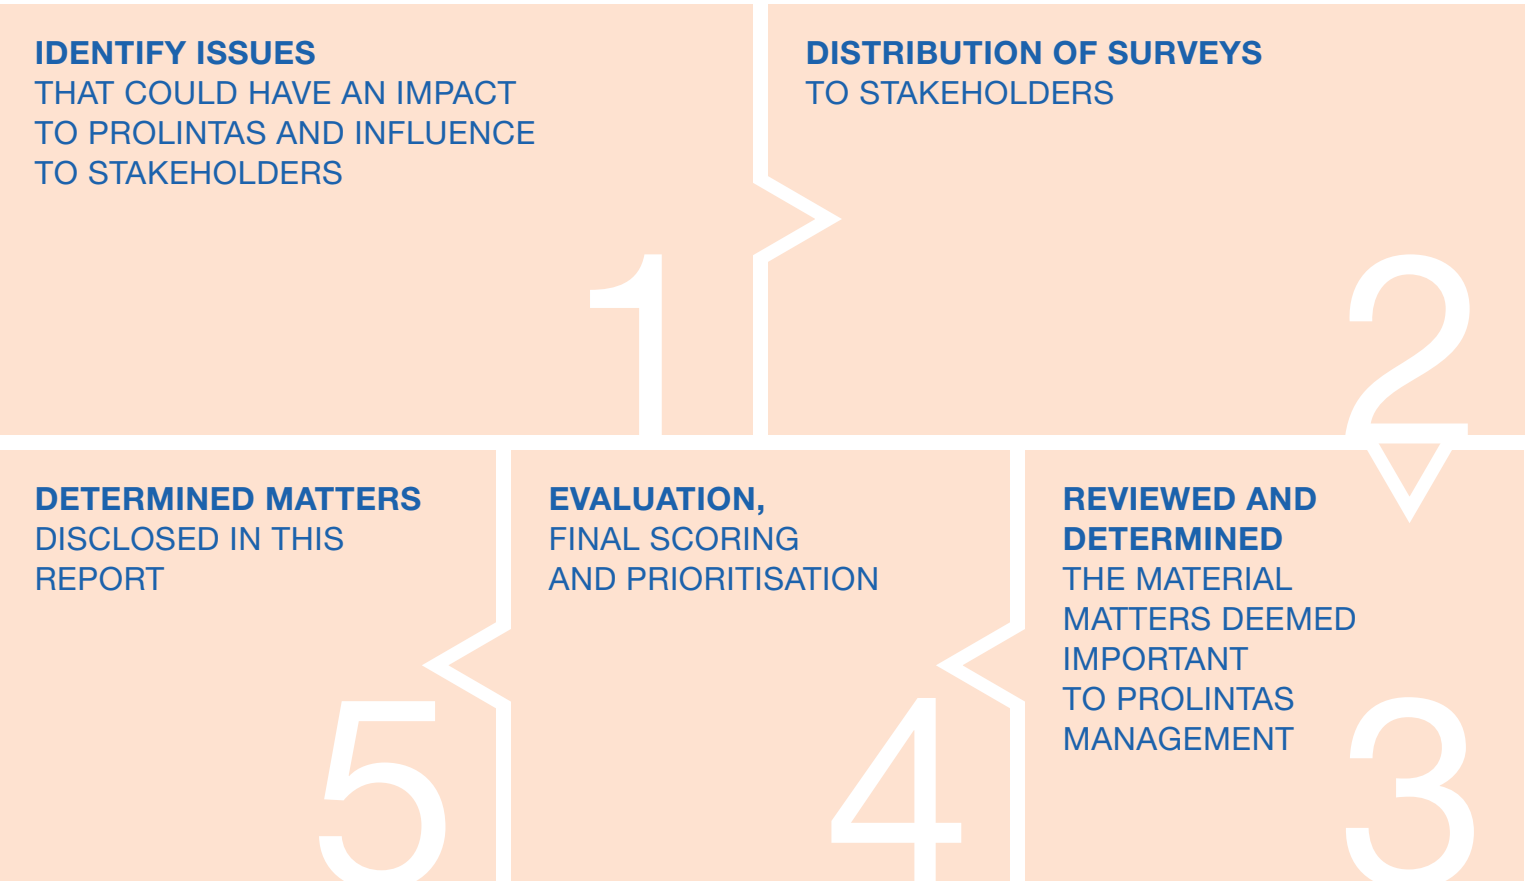 IDENTIFY ISSUES
THAT COULD HAVE AN IMPACT
TO PROLINTAS AND INFLUENCE
TO STAKEHOLDERS
1
DISTRIBUTION OF SURVEYS
TO STAKEHOLDERS
2
REVIEWED AND
DETERMINED
THE MATERIAL
MATTERS DEEMED
IMPORTANT
TO PROLINTAS
MANAGEMENT
3
EVALUATION,
FINAL SCORING
AND PRIORITISATION
4
DETERMINED MATTERS
DISCLOSED IN THIS
REPORT
5